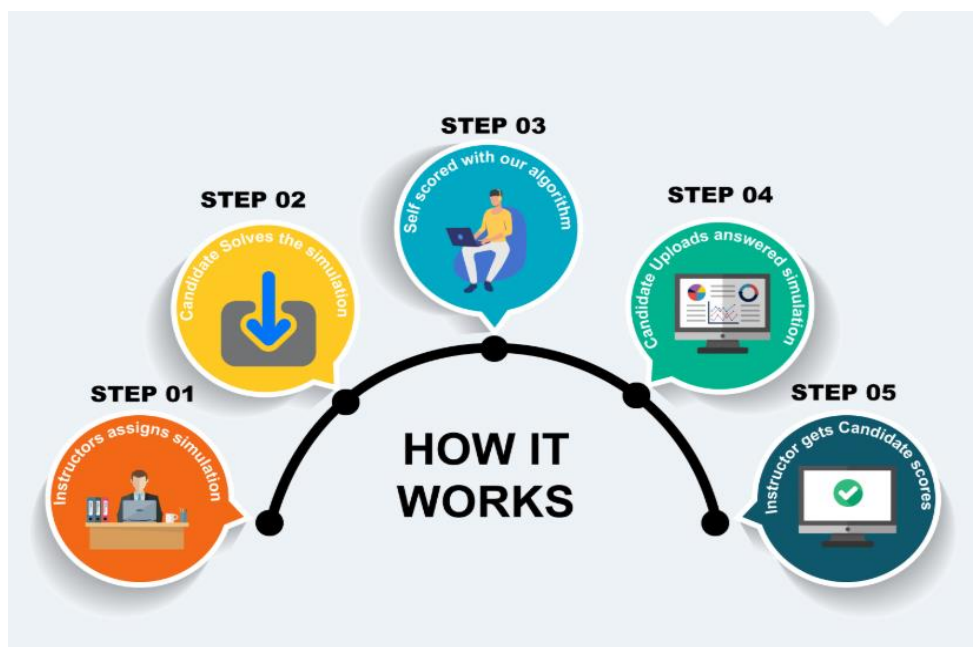 STEP 01
Instructors assigns simulation
STEP 02
Candidate Solves the simulation
STEP 03
Self scored with our algorithm
STEP 04
Candidate Uploads answered simulation
STEP 05
Instructor gets Candidate scores
HOW IT
WORKS